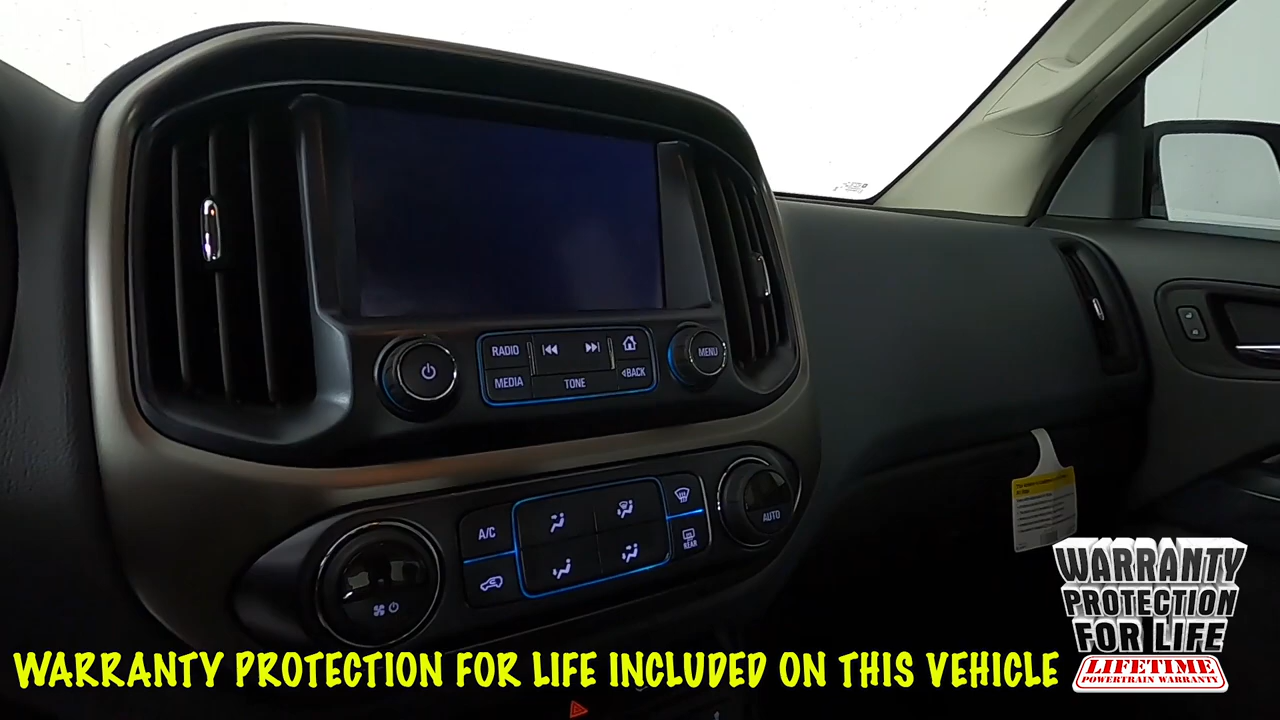 RADIO
MEDIA
TONE
BACK
MENU
A/C
REAR
AUTO
WARRANTY PROTECTION FOR LIFE INCLUDED ON THIS VEHICLE
WARRANTY
PROTECTION
FOR LIFE
LIFETIME
POWERTRAIN WARRANTY